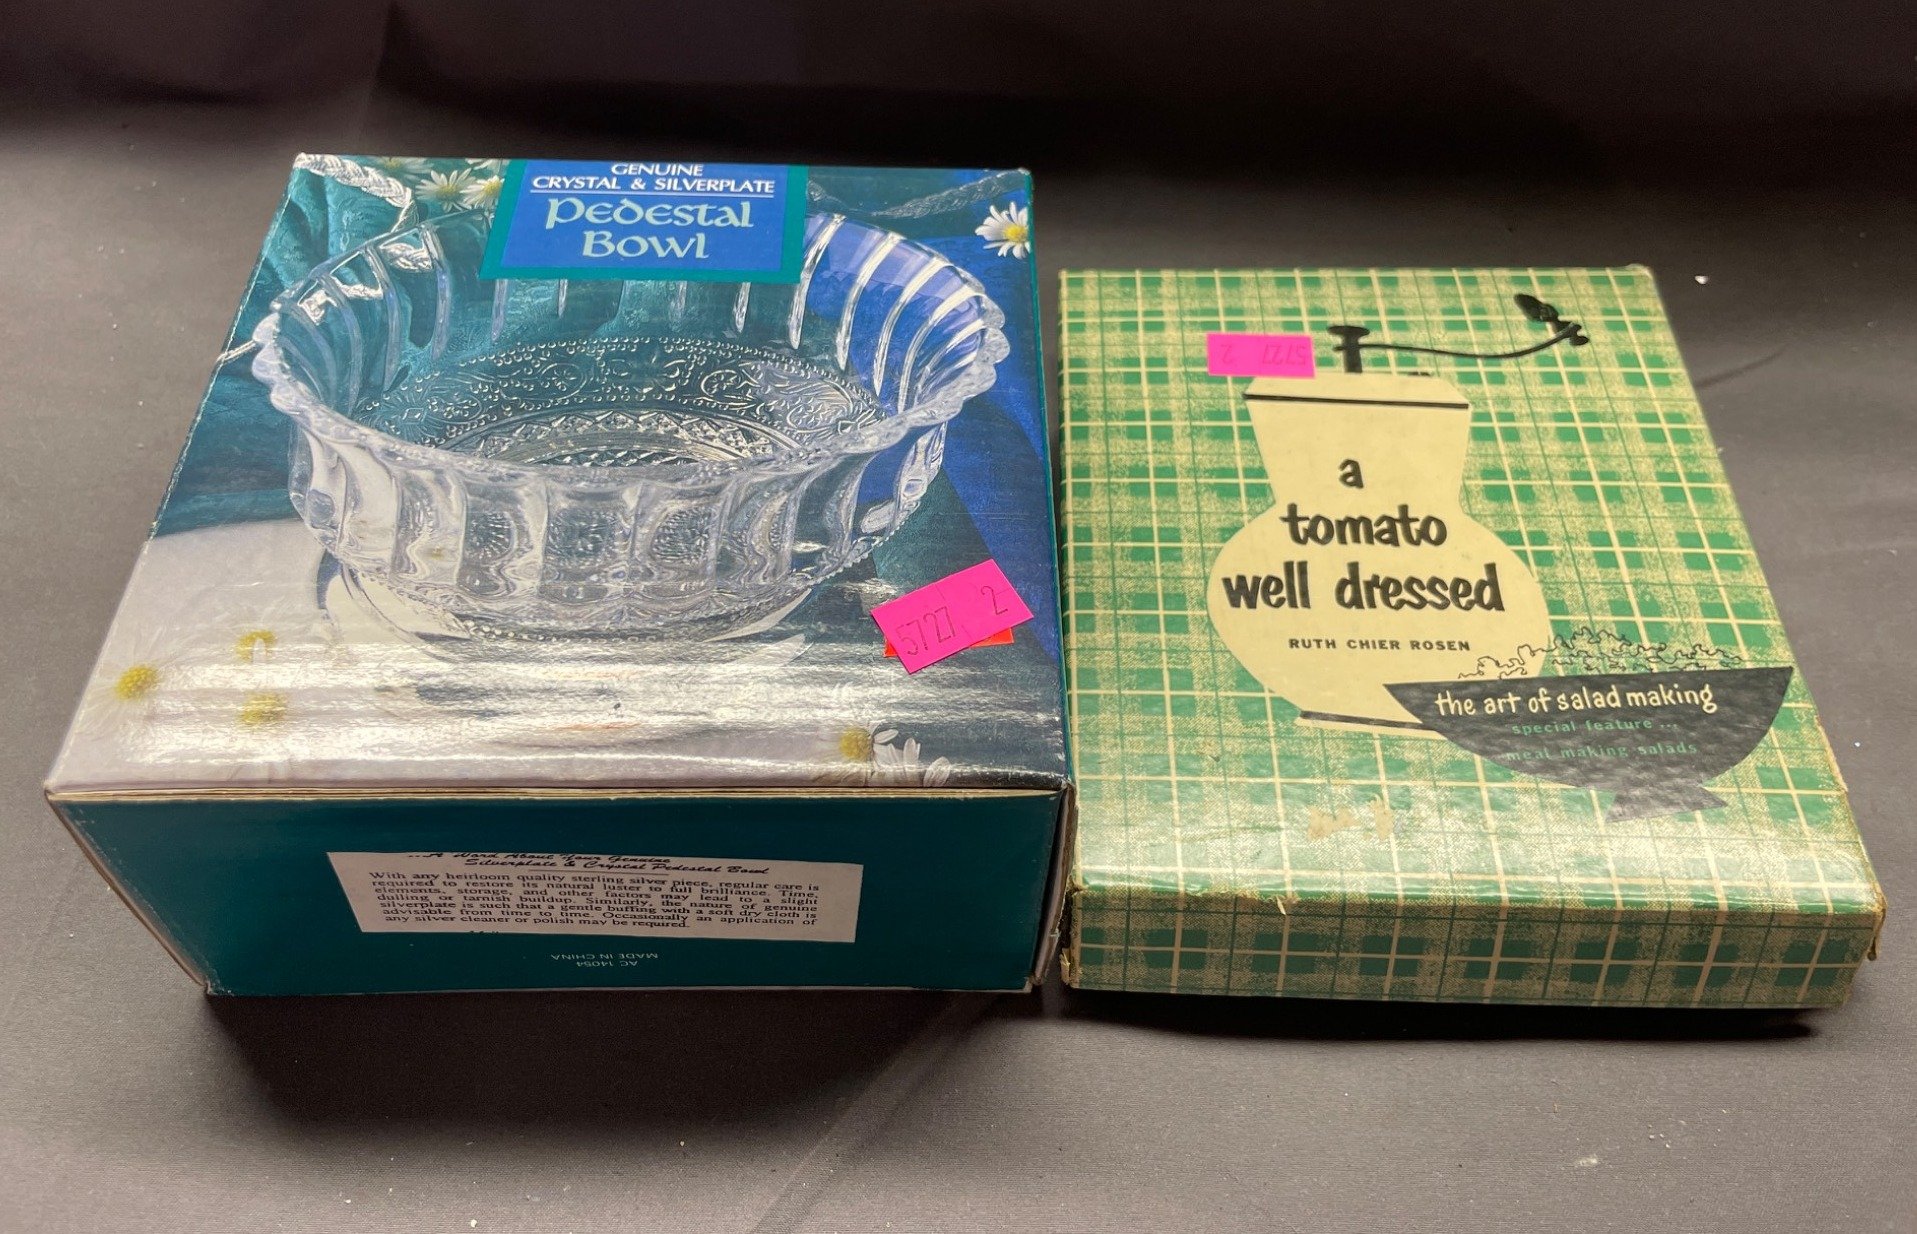 GENUINE
CRYSTAL & SILVERPLATE
Pedestal
Bowl
5727 2
...A Word About Your Genuine
Silverplate & Crystal Pedestal Bowl
With any heirloom quality sterling silver piece, regular care is
required to restore its natural luster to full brilliance. Time,
elements, storage, and other factors may lead to a slight
dulling or tarnish buildup. Similarly, the nature of genuine
silverplate is such that a gentle buffing with a soft dry cloth is
advisable from time to time. Occasionally an application of
any silver cleaner or polish may be required.
AC 14054
MADE IN CHINA
5727 2
a
tomato
well dressed
RUTH CHIER ROSEN
the art of salad making
special feature ...
meal making salads